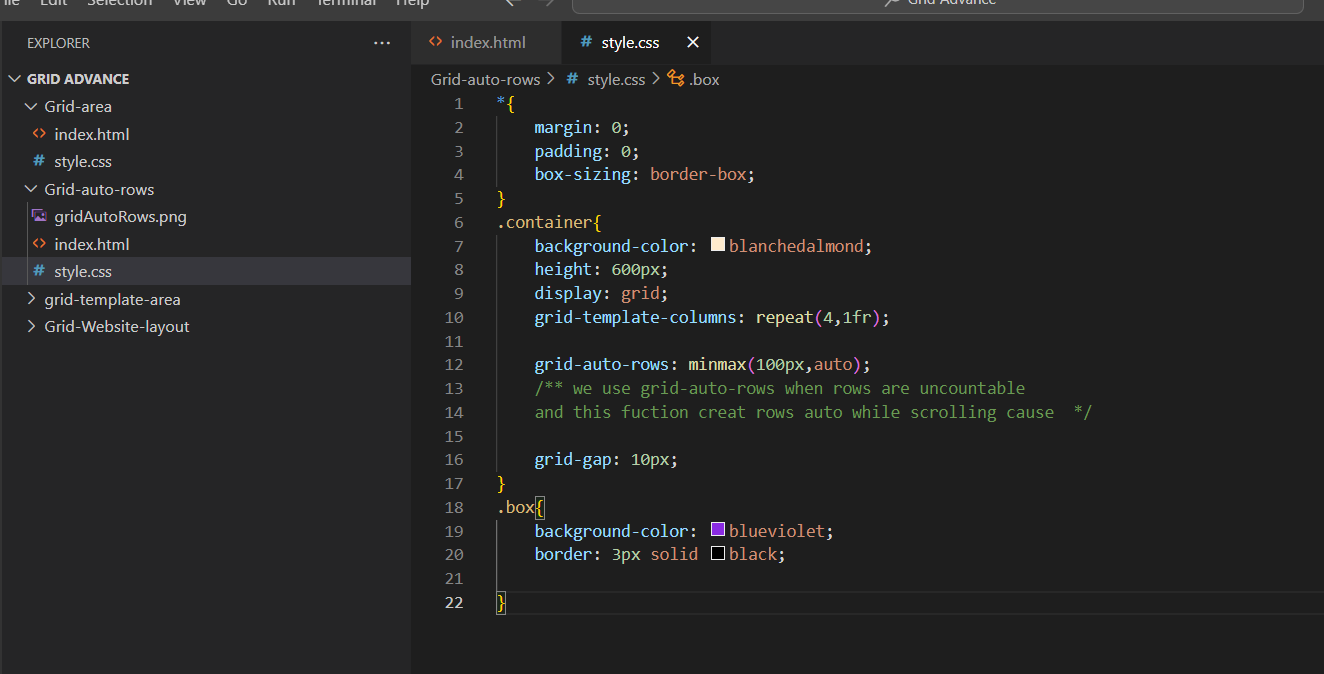 File Edit Selection View Go Run Terminal Help
Grid Advance
EXPLORER
GRID ADVANCE
Grid-area
index.html
style.css
Grid-auto-rows
gridAutoRows.png
index.html
style.css
grid-template-area
Grid-Website-layout
index.html
# style.css
Grid-auto-rows > # style.css > .box
1 *{
2 margin: 0;
3 padding: 0;
4 box-sizing: border-box;
5 }
6 .container{
7 background-color: blanchedalmond;
8 height: 600px;
9 display: grid;
10 grid-template-columns: repeat(4,1fr);
11
12 grid-auto-rows: minmax(100px,auto);
13 /** we use grid-auto-rows when rows are uncountable
14 and this fuction creat rows auto while scrolling cause */
15
16 grid-gap: 10px;
17 }
18 .box{
19 background-color: blueviolet;
20 border: 3px solid black;
21
22 }